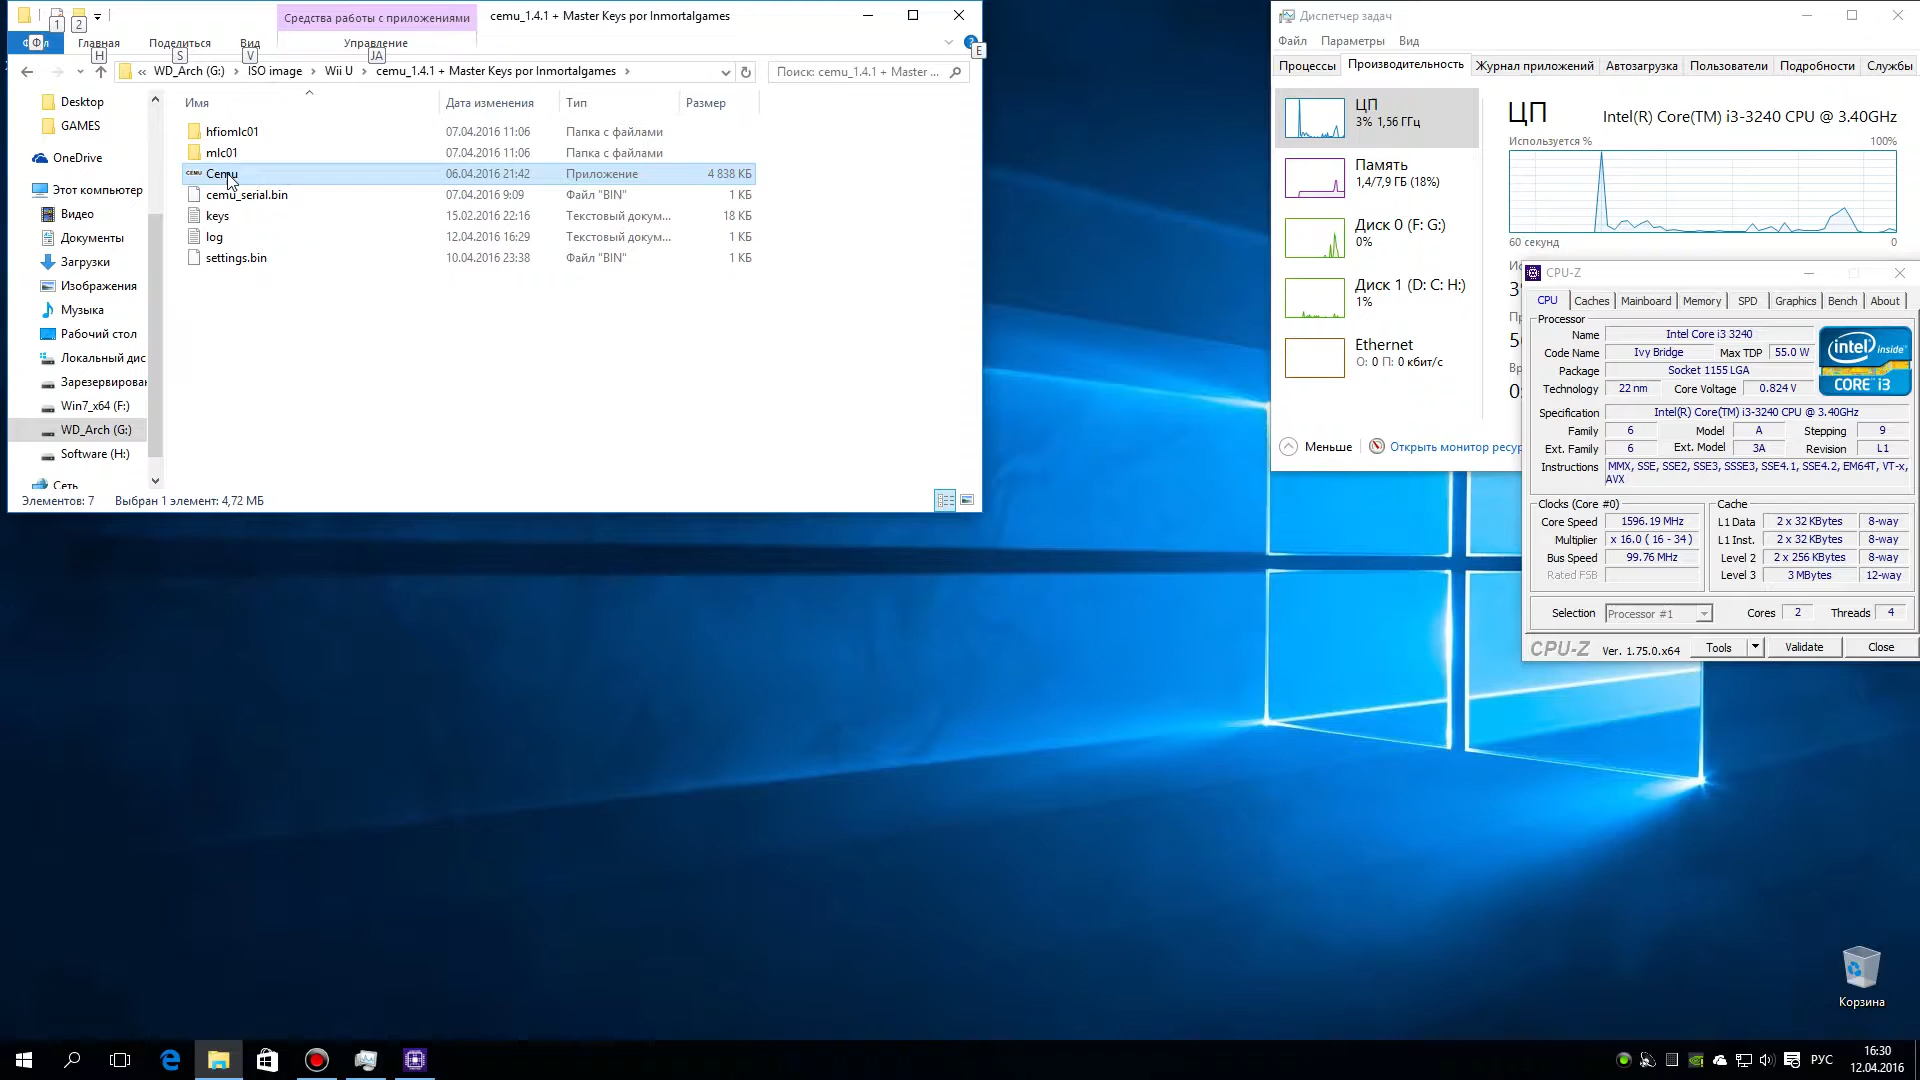 Средства работы с приложениями
cemu_1.4.1 + Master Keys por Inmortalgames
1
2
Ф
Главная
Поделиться
Вид
Управление
H
S
V
JA
E
« WD_Arch (G:) › ISO image › Wii U › cemu_1.4.1 + Master Keys por Inmortalgames ›
Поиск: cemu_1.4.1 + Master ...
Desktop
GAMES
OneDrive
Этот компьютер
Видео
Документы
Загрузки
Изображения
Музыка
Рабочий стол
Локальный дис
Win7_x64 (F:)
WD_Arch (G:)
Software (H:)
Сеть
Имя Дата изменения Тип Размер
hfiomlc01 07.04.2016 11:06 Папка с файлами
mlc01 07.04.2016 11:06 Папка с файлами
CEMU Cemu 06.04.2016 21:42 Приложение 4 838 КБ
cemu_serial.bin 07.04.2016 9:09 Файл "BIN" 1 КБ
keys 15.02.2016 22:16 Текстовый докум... 18 КБ
log 12.04.2016 16:29 Текстовый докум... 1 КБ
settings.bin 10.04.2016 23:38 Файл "BIN" 1 КБ
Элементов: 7 Выбран 1 элемент: 4,72 МБ
Диспетчер задач
Файл Параметры Вид
Процессы Производительность Журнал приложений Автозагрузка Пользователи Подробности Службы
ЦП
3% 1,56 ГГц
Память
1,4/7,9 ГБ (18%)
Диск 0 (F: G:)
0%
Диск 1 (D: C: H:)
1%
Ethernet
О: 0 П: 0 кбит/с
ЦП Intel(R) Core(TM) i3-3240 CPU @ 3.40GHz
Используется % 100%
60 секунд 0
Меньше
Открыть монитор ресур
CPU-Z
CPU Caches Mainboard Memory SPD Graphics Bench About
Processor
Name Intel Core i3 3240
Code Name Ivy Bridge Max TDP 55.0 W
Package Socket 1155 LGA
Technology 22 nm Core Voltage 0.824 V
intel inside
CORE i3
Specification Intel(R) Core(TM) i3-3240 CPU @ 3.40GHz
Family 6 Model A Stepping 9
Ext. Family 6 Ext. Model 3A Revision L1
Instructions MMX, SSE, SSE2, SSE3, SSSE3, SSE4.1, SSE4.2, EM64T, VT-x,
AVX
Clocks (Core #0)
Core Speed 1596.19 MHz
Multiplier x 16.0 ( 16 - 34 )
Bus Speed 99.76 MHz
Rated FSB
Cache
L1 Data 2 x 32 KBytes 8-way
L1 Inst. 2 x 32 KBytes 8-way
Level 2 2 x 256 KBytes 8-way
Level 3 3 MBytes 12-way
Selection Processor #1 Cores 2 Threads 4
CPU-Z Ver. 1.75.0.x64 Tools Validate Close
Корзина
РУС
16:30
12.04.2016